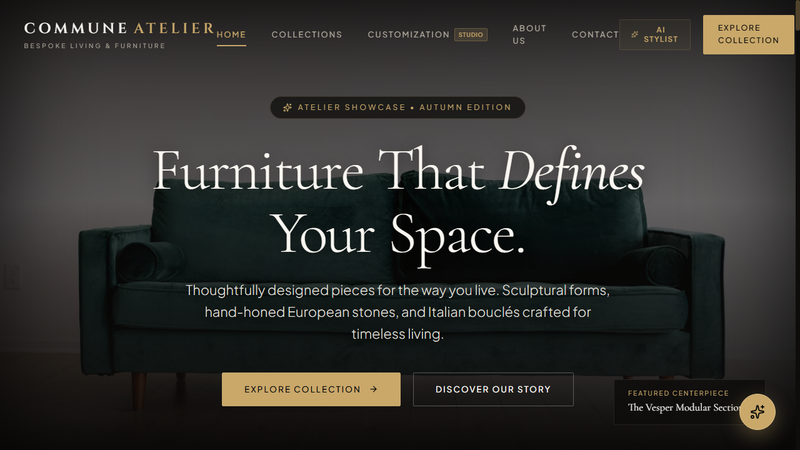 COMMUNE ATELIER
BESPOKE LIVING & FURNITURE
HOME
COLLECTIONS
CUSTOMIZATION STUDIO
ABOUT
US
CONTACT
AI
STYLIST
EXPLORE
COLLECTION
ATELIER SHOWCASE • AUTUMN EDITION
Furniture That Defines
Your Space.
Thoughtfully designed pieces for the way you live. Sculptural forms,
hand-honed European stones, and Italian bouclés crafted for
timeless living.
EXPLORE COLLECTION →
DISCOVER OUR STORY
FEATURED CENTERPIECE
The Vesper Modular